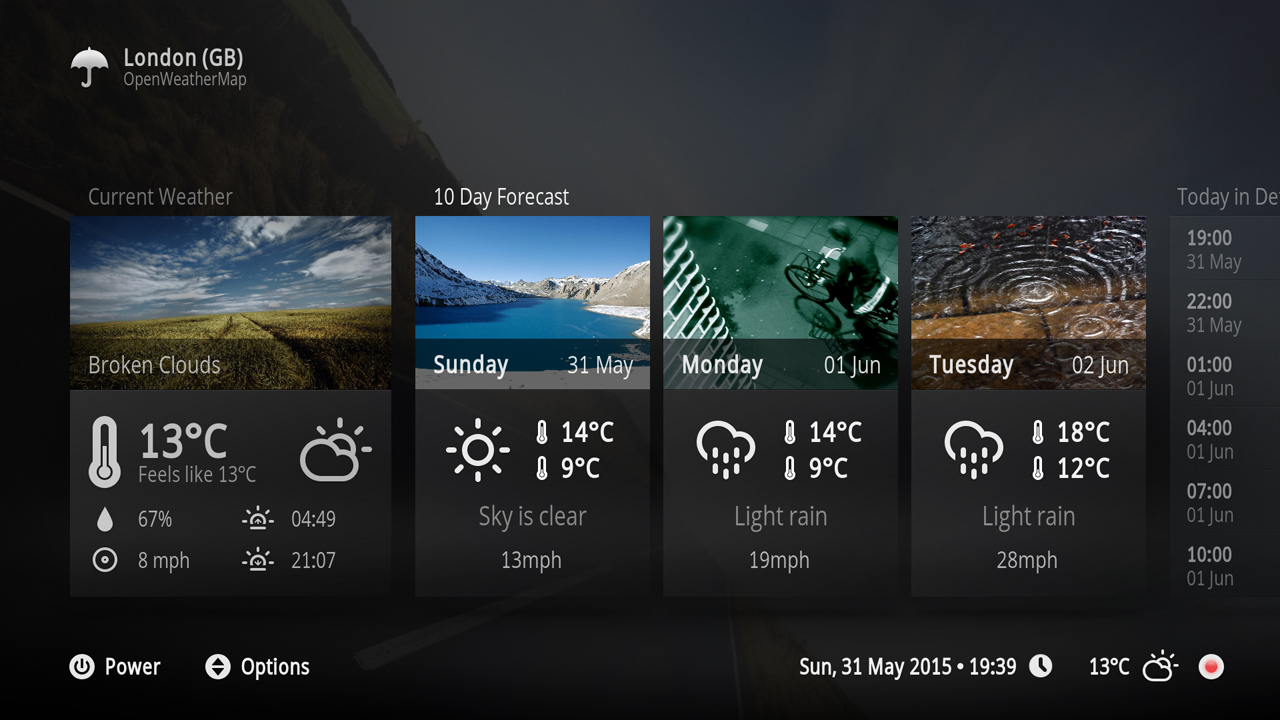 London (GB)
OpenWeatherMap
Current Weather
Broken Clouds
13°C
Feels like 13°C
67%
04:49
8 mph
21:07
10 Day Forecast
Sunday 31 May
14°C
9°C
Sky is clear
13mph
Monday 01 Jun
14°C
9°C
Light rain
19mph
Tuesday 02 Jun
18°C
12°C
Light rain
28mph
Today in De
19:00
31 May
22:00
31 May
01:00
01 Jun
04:00
01 Jun
07:00
01 Jun
10:00
01 Jun
Power
Options
Sun, 31 May 2015 • 19:39
13°C